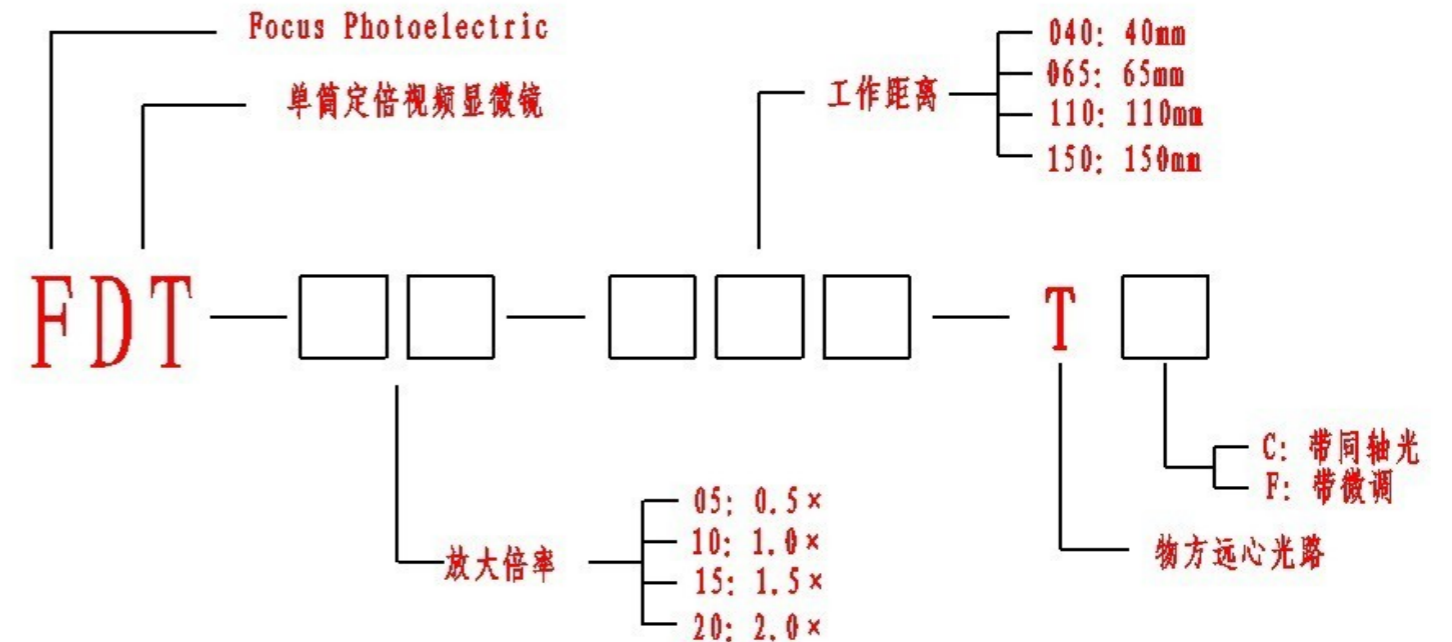 Focus Photoelectric
单筒定倍视频显微镜
工作距离
040: 40mm
065: 65mm
110: 110mm
150: 150mm
FDT
T
C: 带同轴光
F: 带微调
物方远心光路
放大倍率
05: 0.5×
10: 1.0×
15: 1.5×
20: 2.0×